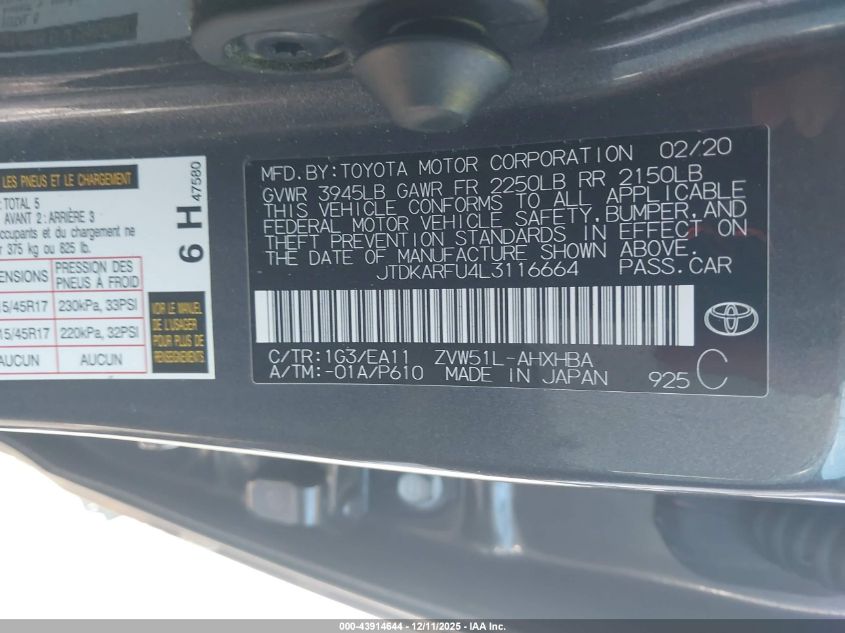 LES PNEUS ET LE CHARGEMENT
TOTAL 5
AVANT 2: ARRIÈRE 3
occupants et du chargement ne
r 375 kg ou 825 lb.
ENSIONS PRESSION DES PNEUS À FROID
15/45R17 230kPa, 33PSI
15/45R17 220kPa, 32PSI
AUCUN AUCUN
VOIR LE MANUEL
DE L'USAGER
POUR PLUS DE
RENSEIGNEMENTS
6 H 47580
MFD.BY:TOYOTA MOTOR CORPORATION 02/20
GVWR 3945LB GAWR FR 2250LB RR 2150LB
THIS VEHICLE CONFORMS TO ALL APPLICABLE
FEDERAL MOTOR VEHICLE SAFETY,BUMPER,AND
THEFT PREVENTION STANDARDS IN EFFECT ON
THE DATE OF MANUFACTURE SHOWN ABOVE.
JTDKARFU4L3116664 PASS.CAR
C/TR:1G3/EA11 ZVW51L-AHXHBA
A/TM:-01A/P610 MADE IN JAPAN 925 C
000-43914644 - 12/11/2025 - IAA Inc.